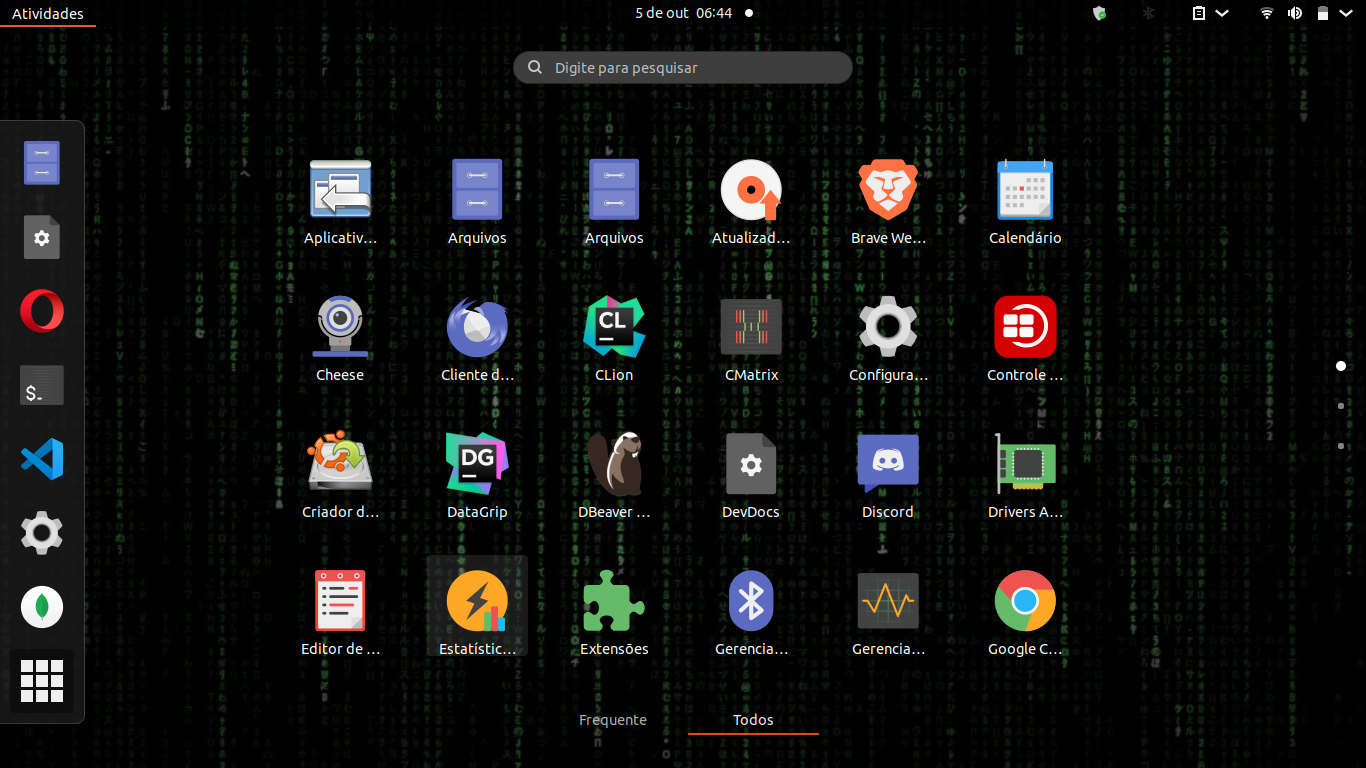 Atividades
5 de out 06:44
Digite para pesquisar
Aplicativ...
Arquivos
Arquivos
Atualizad...
Brave We...
Calendário
Cheese
Cliente d...
CL
CLion
CMatrix
Configura...
Controle ...
$_
Criador d...
DG
DataGrip
DBeaver ...
DevDocs
Discord
Drivers A...
Editor de ...
Estatístic...
Extensões
Gerencia...
Gerencia...
Google C...
Frequente
Todos